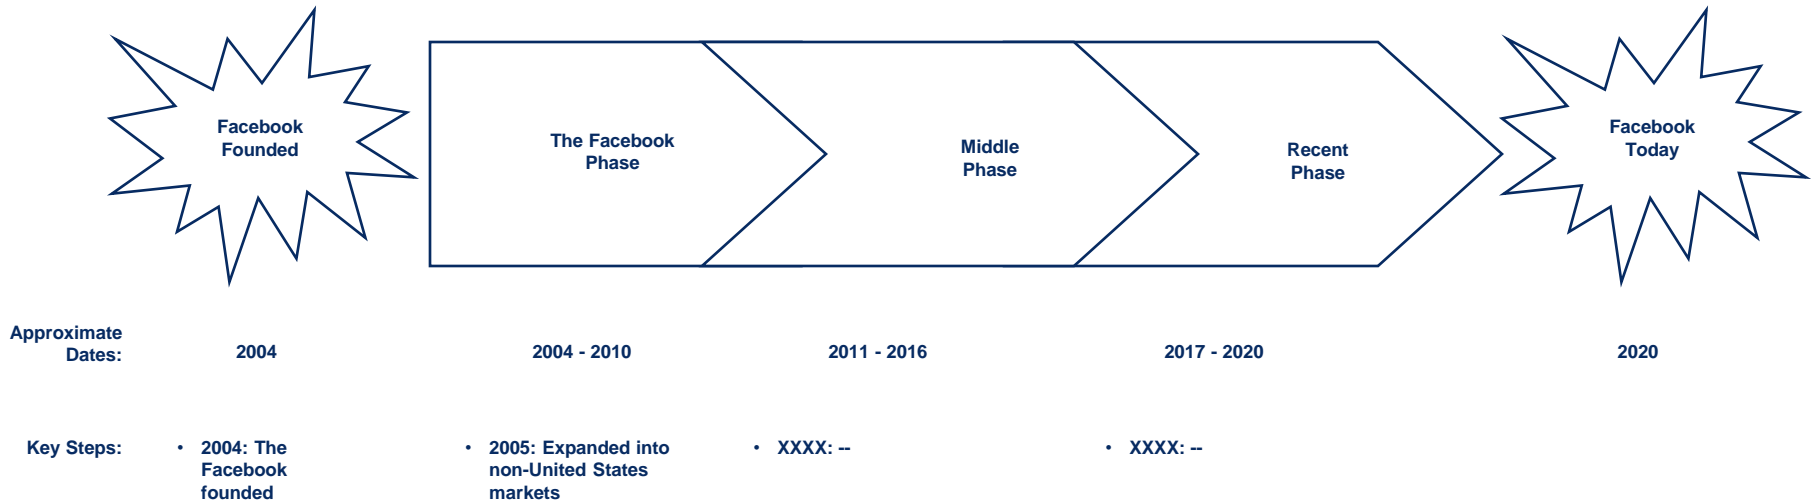 Facebook
Founded
The Facebook
Phase
Middle
Phase
Recent
Phase
Facebook
Today
Approximate
Dates:
2004
2004 - 2010
2011 - 2016
2017 - 2020
2020
Key Steps:
• 2004: The
Facebook
founded
• 2005: Expanded into
non-United States
markets
• XXXX: --
• XXXX: --